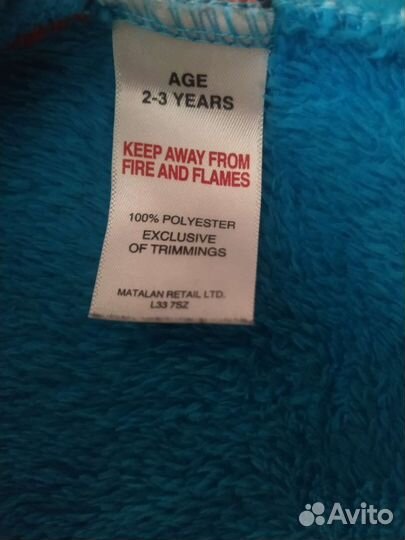 AGE
2-3 YEARS
KEEP AWAY FROM
FIRE AND FLAMES
100% POLYESTER
EXCLUSIVE
OF TRIMMINGS
MATALAN RETAIL LTD.
L33 7SZ
Avito